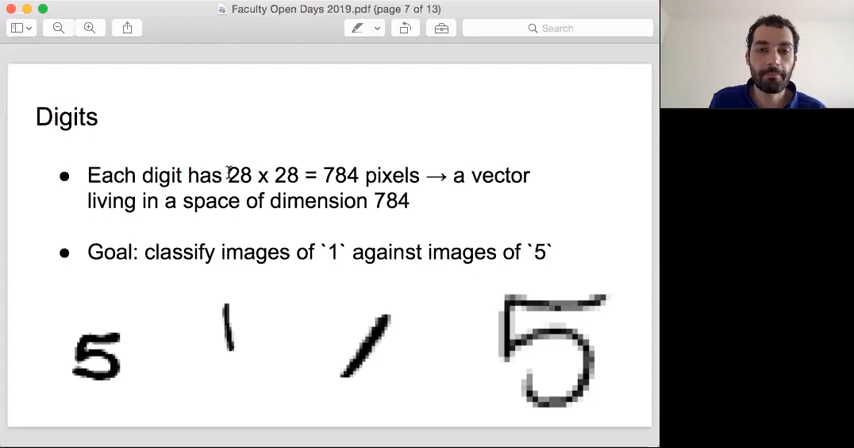 Faculty Open Days 2019.pdf (page 7 of 13)
Search
Digits
● Each digit has 28 x 28 = 784 pixels → a vector
living in a space of dimension 784
● Goal: classify images of `1` against images of `5`
5 1 1 5